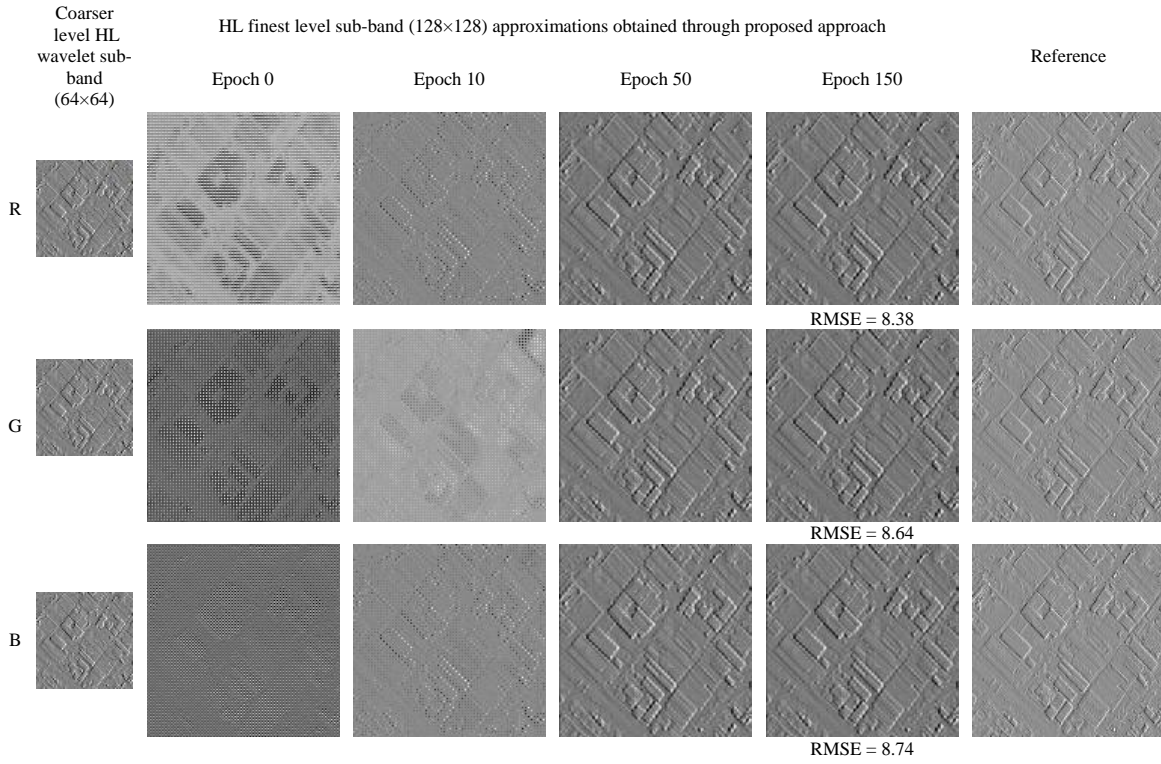 Coarser
level HL
wavelet sub-
band
(64×64)
HL finest level sub-band (128×128) approximations obtained through proposed approach
Reference
Epoch 0
Epoch 10
Epoch 50
Epoch 150
R
RMSE = 8.38
G
RMSE = 8.64
B
RMSE = 8.74